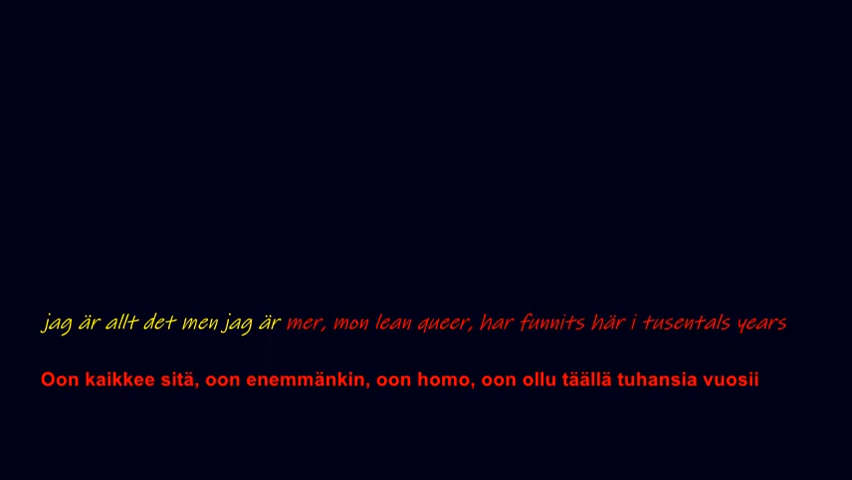 jag är allt det men jag är mer, mon lean queer, har funnits här i tusentals years
Oon kaikkee sitä, oon enemmänkin, oon homo, oon ollu täällä tuhansia vuosii